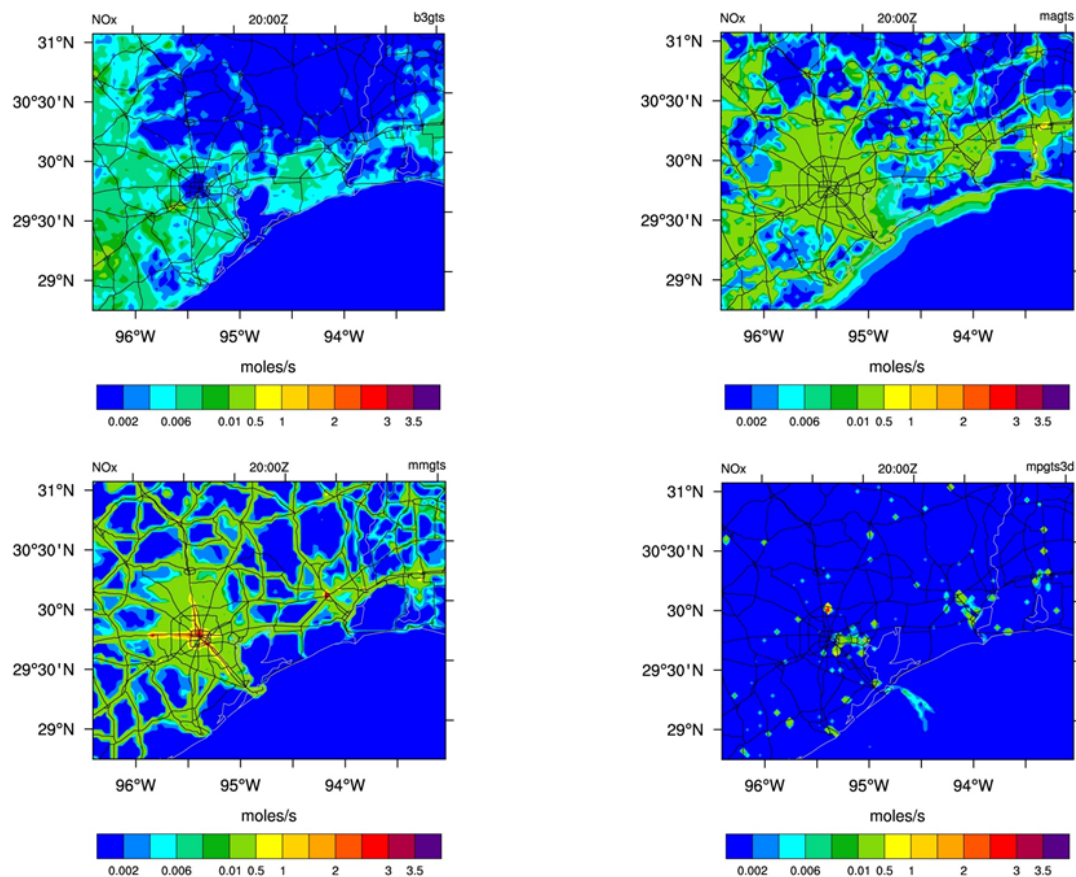 NOx 20:00Z b3gts
31°N
30°30'N
30°N
29°30'N
29°N
96°W 95°W 94°W
moles/s
0.002 0.006 0.01 0.5 1 2 3 3.5
NOx 20:00Z magts
31°N
30°30'N
30°N
29°30'N
29°N
96°W 95°W 94°W
moles/s
0.002 0.006 0.01 0.5 1 2 3 3.5
NOx 20:00Z mmgts
31°N
30°30'N
30°N
29°30'N
29°N
96°W 95°W 94°W
moles/s
0.002 0.006 0.01 0.5 1 2 3 3.5
NOx 20:00Z mpgts3d
31°N
30°30'N
30°N
29°30'N
29°N
96°W 95°W 94°W
moles/s
0.002 0.006 0.01 0.5 1 2 3 3.5